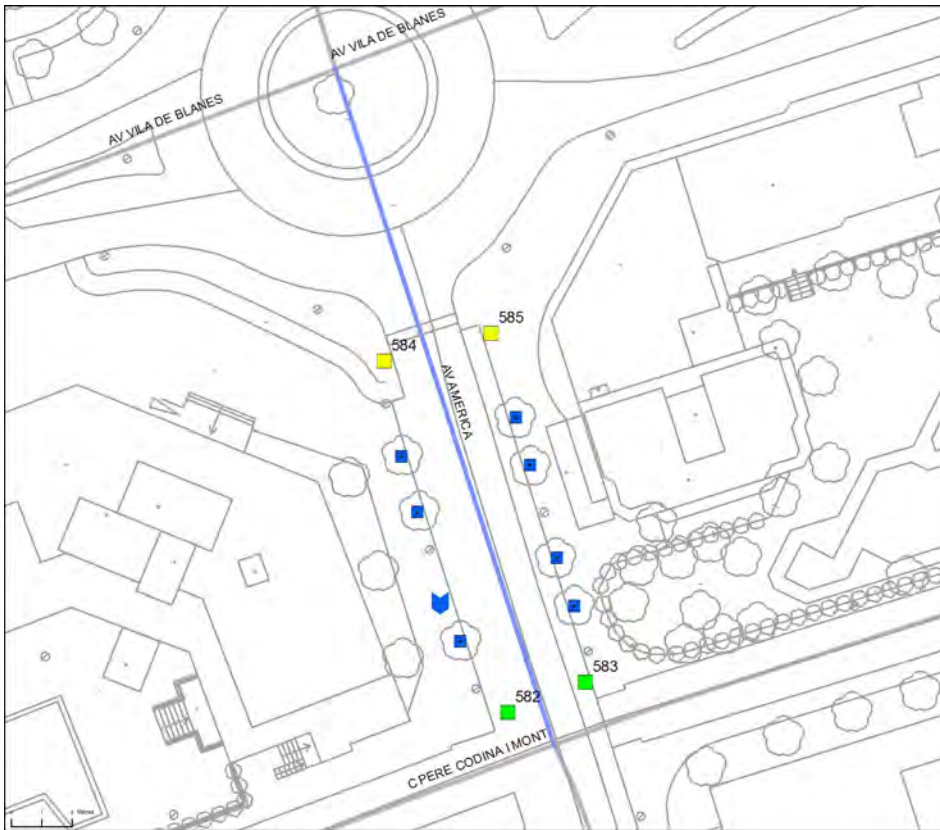 AV VILA DE BLANES
AV VILA DE BLANES
585
584
AV AMERICA
583
582
C PERE CODINA I MONT